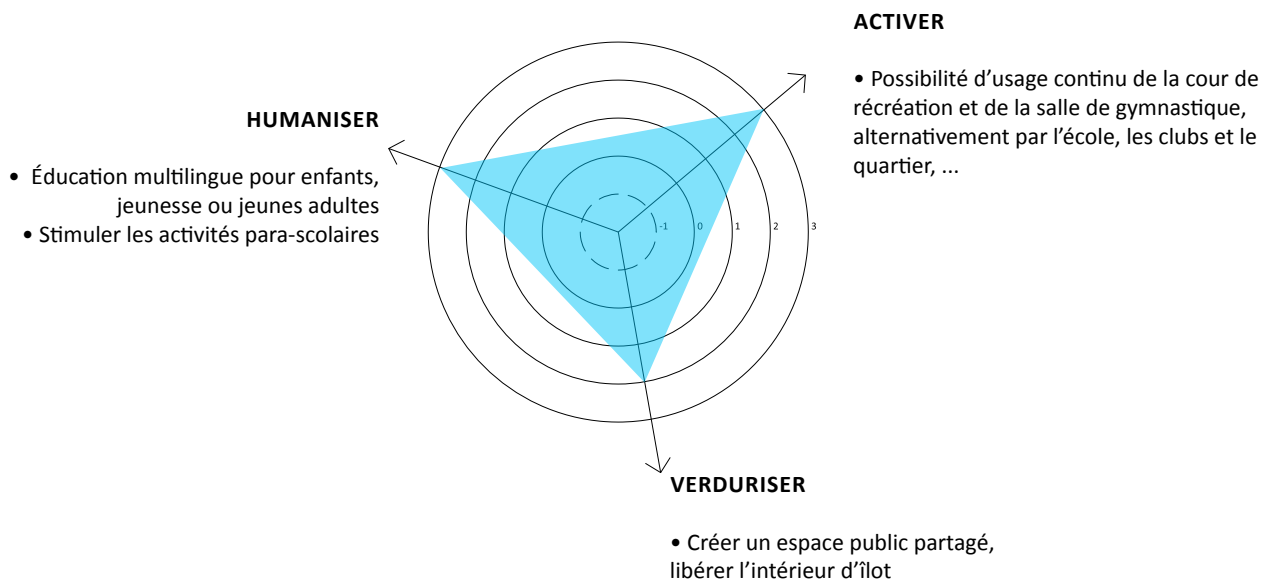 ACTIVER
• Possibilité d’usage continu de la cour de
récréation et de la salle de gymnastique,
alternativement par l’école, les clubs et le
quartier, ...
HUMANISER
• Éducation multilingue pour enfants,
jeunesse ou jeunes adultes
• Stimuler les activités para-scolaires
-1 0 1 2 3
VERDURISER
• Créer un espace public partagé,
libérer l’intérieur d’îlot